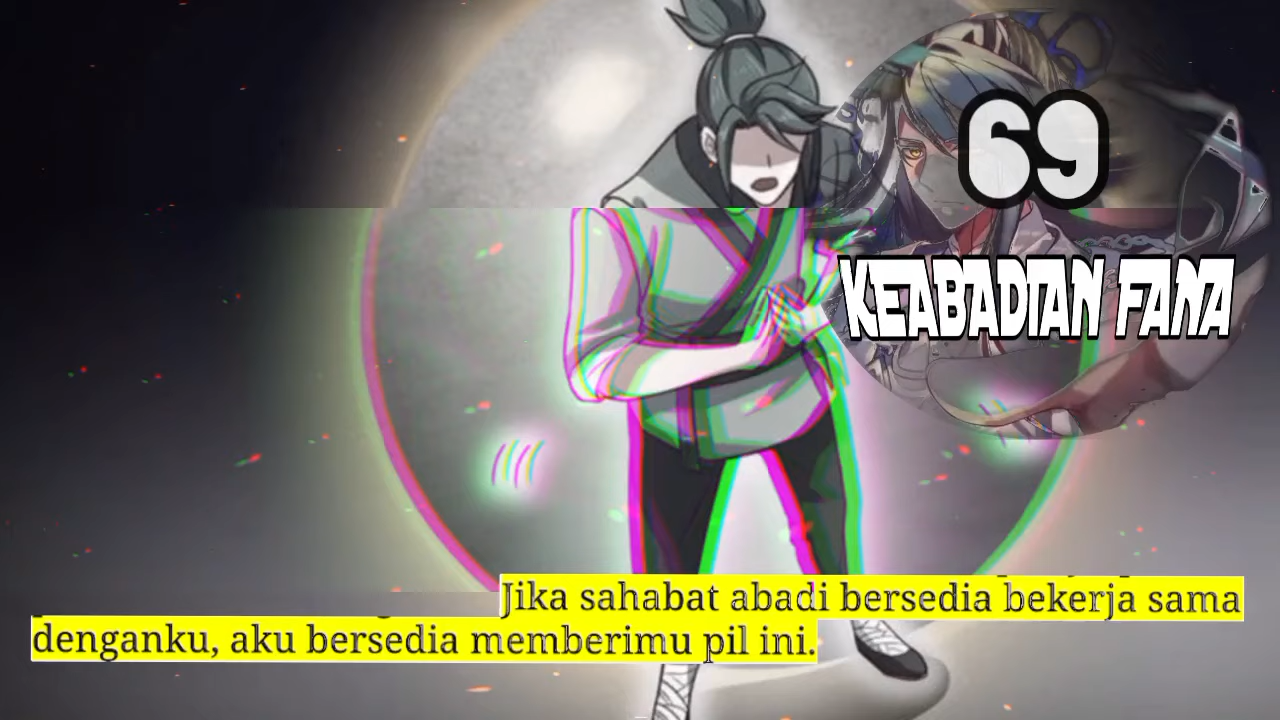 69
KEABADIAN FANA
Jika sahabat abadi bersedia bekerja sama
denganku, aku bersedia memberimu pil ini.